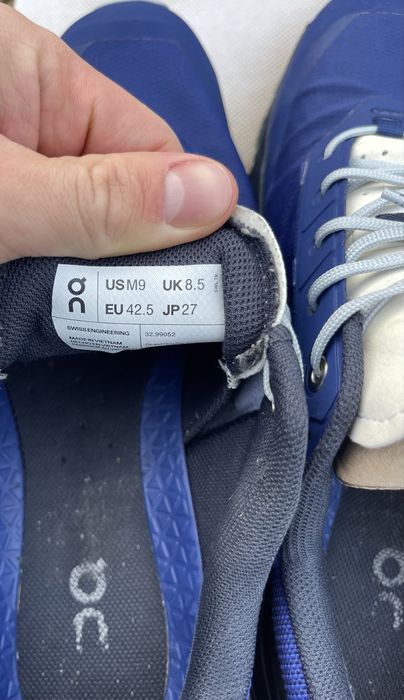 US M9 UK 8.5
EU 42.5 JP 27
SWISS ENGINEERING 32.99052
MADE IN VIETNAM